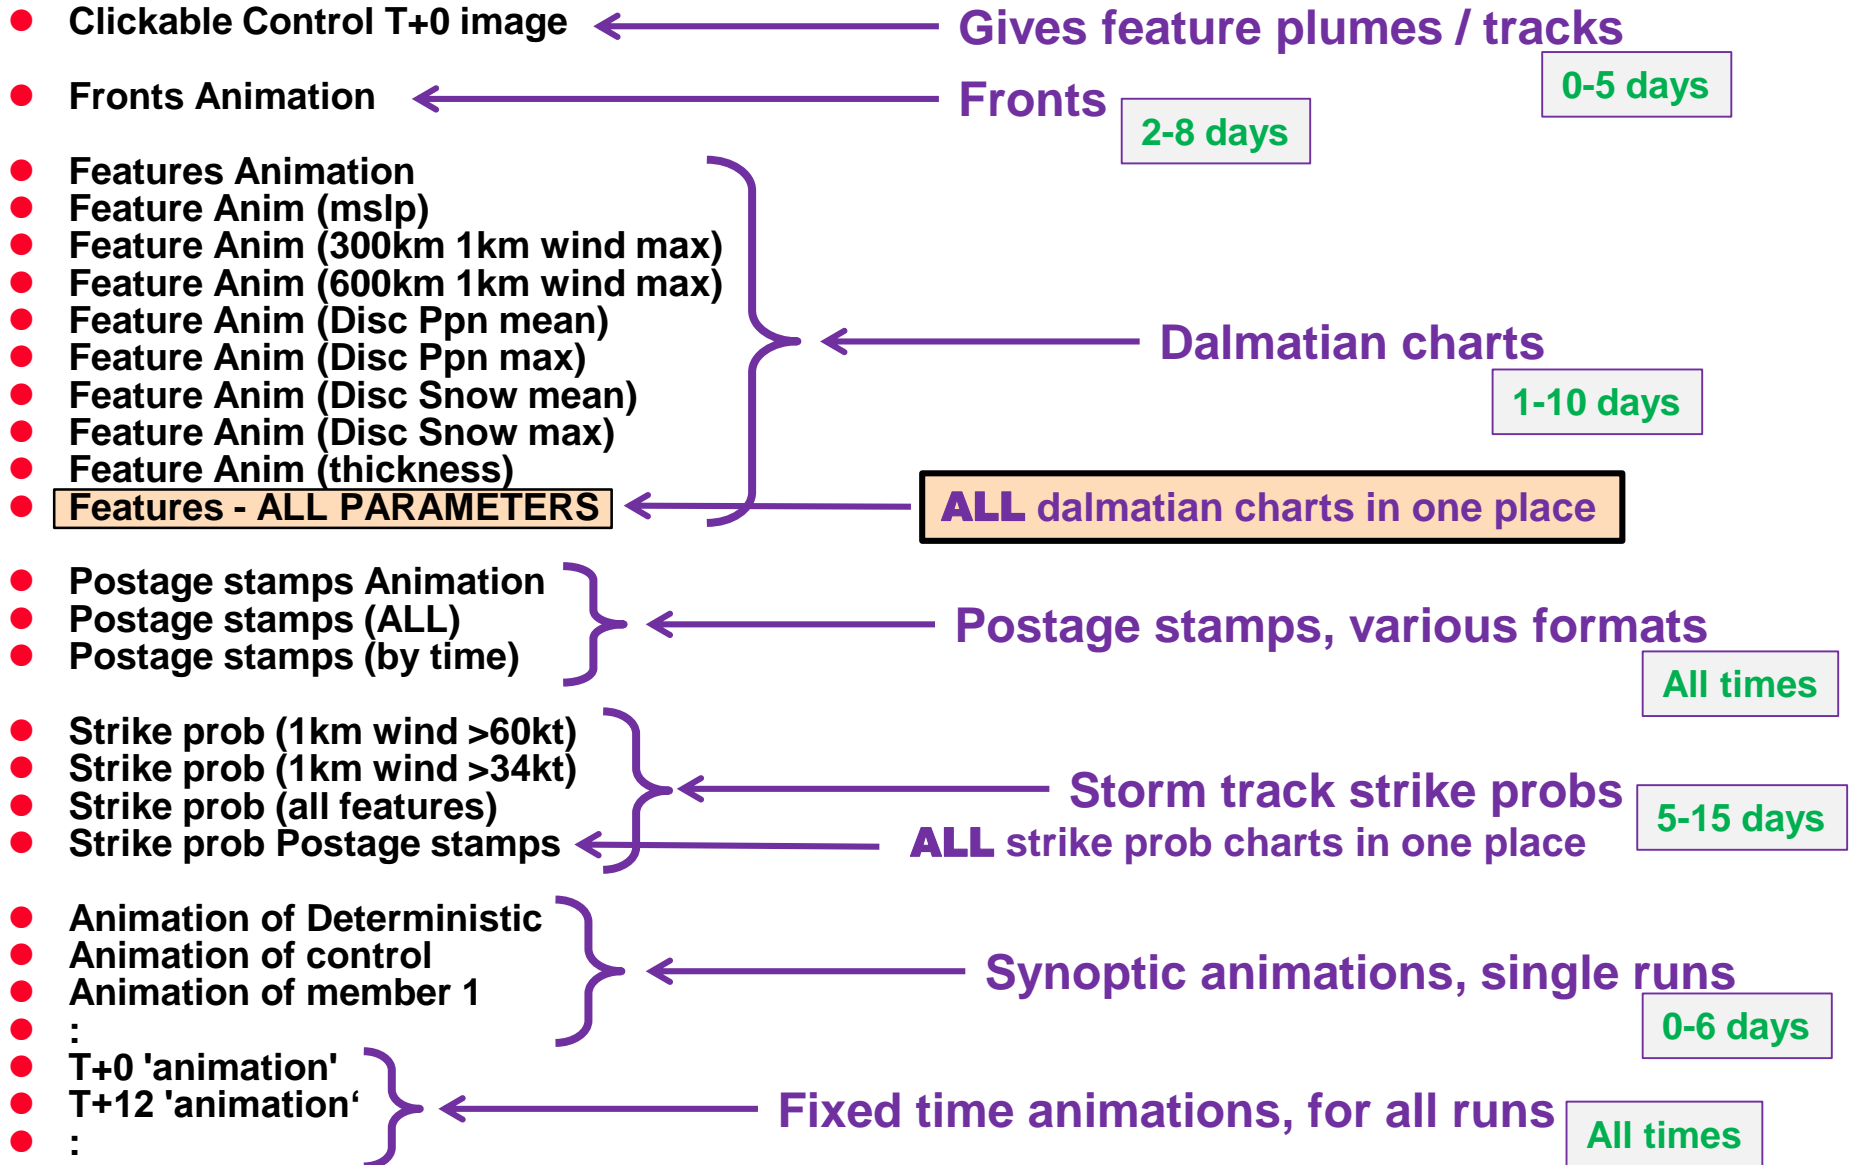 Clickable Control T+0 image
Gives feature plumes / tracks
0-5 days
Fronts Animation
Fronts
2-8 days
Features Animation
Feature Anim (mslp)
Feature Anim (300km 1km wind max)
Feature Anim (600km 1km wind max)
Feature Anim (Disc Ppn mean)
Feature Anim (Disc Ppn max)
Feature Anim (Disc Snow mean)
Feature Anim (Disc Snow max)
Feature Anim (thickness)
Features - ALL PARAMETERS
Dalmatian charts
1-10 days
ALL dalmatian charts in one place
Postage stamps Animation
Postage stamps (ALL)
Postage stamps (by time)
Postage stamps, various formats
All times
Strike prob (1km wind >60kt)
Strike prob (1km wind >34kt)
Strike prob (all features)
Strike prob Postage stamps
Storm track strike probs
5-15 days
ALL strike prob charts in one place
Animation of Deterministic
Animation of control
Animation of member 1
:
Synoptic animations, single runs
0-6 days
T+0 'animation'
T+12 'animation‘
:
Fixed time animations, for all runs
All times